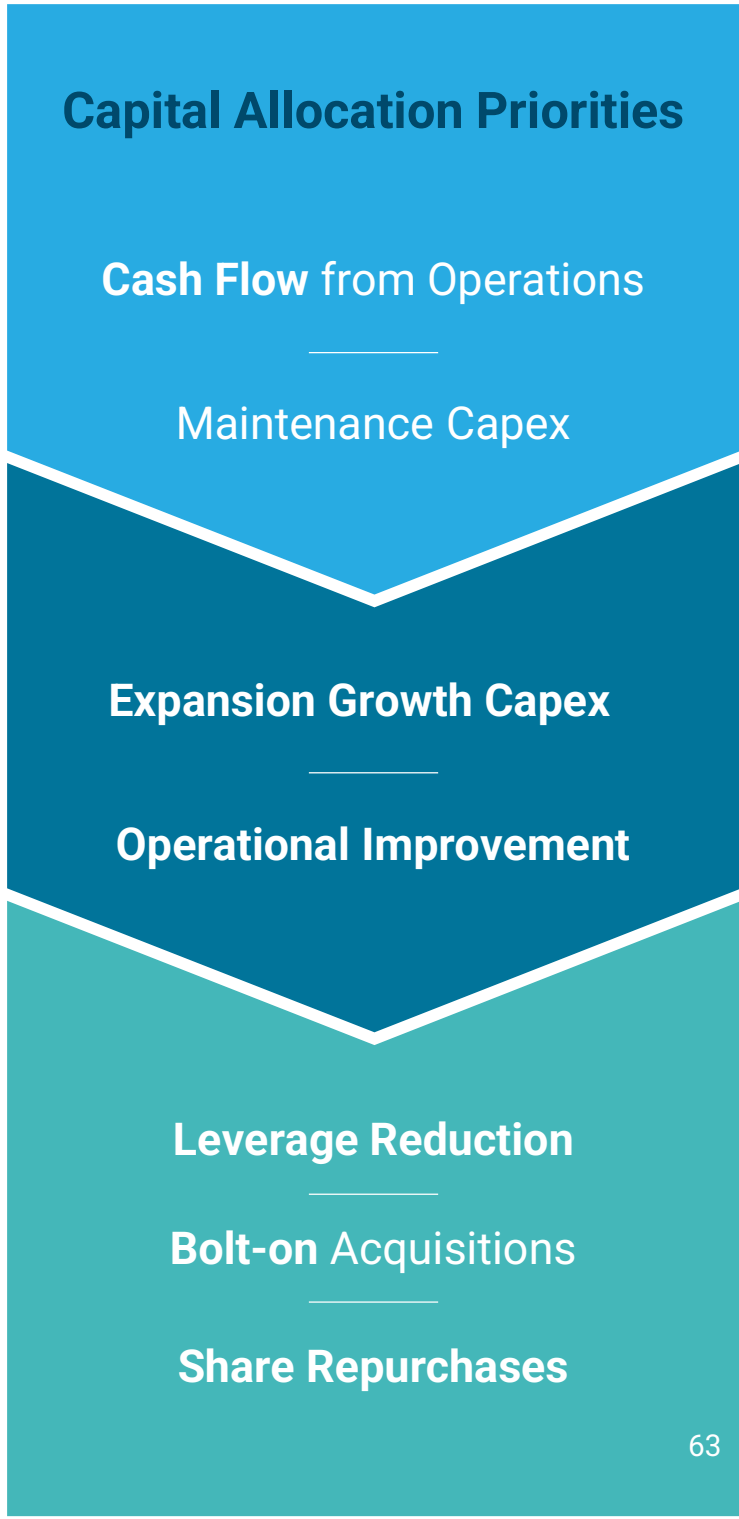 Capital Allocation Priorities
Cash Flow from Operations
Maintenance Capex
Expansion Growth Capex
Operational Improvement
Leverage Reduction
Bolt-on Acquisitions
Share Repurchases
63